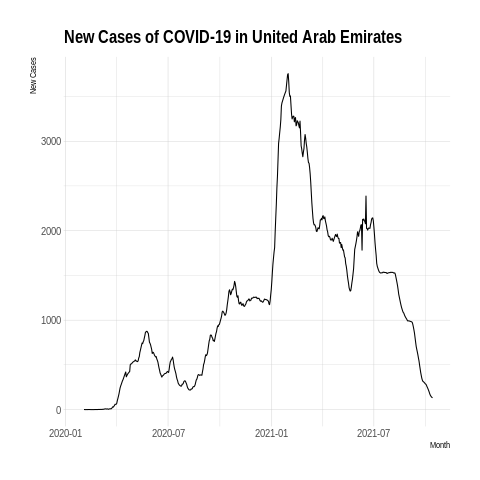 New Cases of COVID-19 in United Arab Emirates
New Cases
3000
2000
1000
0
2020-01 2020-07 2021-01 2021-07
Month